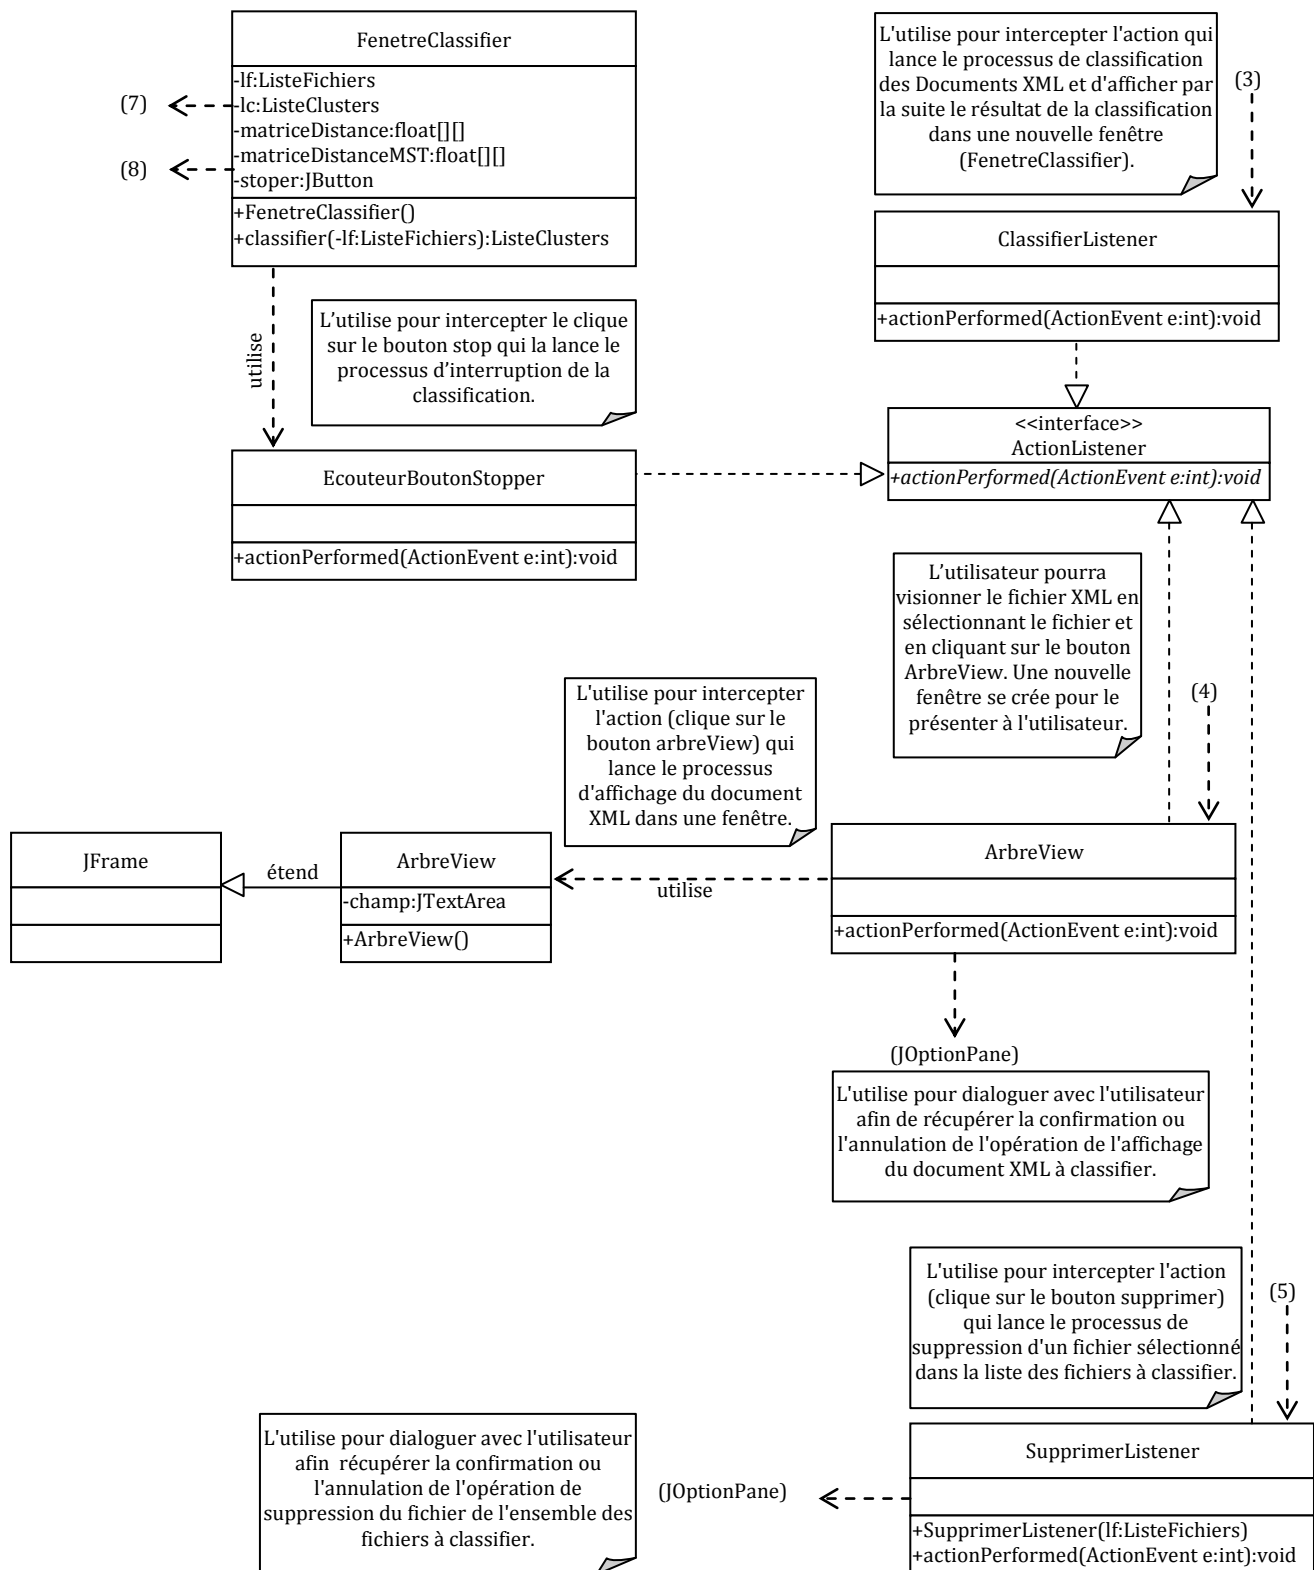 FenetreClassifier
-lf:ListeFichiers
-lc:ListeClusters
-matriceDistance:float[][]
-matriceDistanceMST:float[][]
-stoper:JButton
+FenetreClassifier()
+classifier(-lf:ListeFichiers):ListeClusters
(7)
(8)
L'utilise pour intercepter l'action qui
lance le processus de classification
des Documents XML et d'afficher par
la suite le résultat de la classification
dans une nouvelle fenêtre
(FenetreClassifier).
(3)
ClassifierListener
+actionPerformed(ActionEvent e:int):void
utilise
L’utilise pour intercepter le clique
sur le bouton stop qui la lance le
processus d’interruption de la
classification.
<<interface>>
ActionListener
+actionPerformed(ActionEvent e:int):void
EcouteurBoutonStopper
+actionPerformed(ActionEvent e:int):void
L’utilisateur pourra
visionner le fichier XML en
sélectionnant le fichier et
en cliquant sur le bouton
ArbreView. Une nouvelle
fenêtre se crée pour le
présenter à l'utilisateur.
(4)
L'utilise pour intercepter
l'action (clique sur le
bouton arbreView) qui
lance le processus
d'affichage du document
XML dans une fenêtre.
JFrame
étend
ArbreView
-champ:JTextArea
+ArbreView()
utilise
ArbreView
+actionPerformed(ActionEvent e:int):void
(JOptionPane)
L'utilise pour dialoguer avec l'utilisateur
afin de récupérer la confirmation ou
l'annulation de l'opération de l'affichage
du document XML à classifier.
L'utilise pour intercepter l'action
(clique sur le bouton supprimer)
qui lance le processus de
suppression d'un fichier sélectionné
dans la liste des fichiers à classifier.
(5)
L'utilise pour dialoguer avec l'utilisateur
afin  récupérer la confirmation ou
l'annulation de l'opération de
suppression du fichier de l'ensemble des
fichiers à classifier.
(JOptionPane)
SupprimerListener
+SupprimerListener(lf:ListeFichiers)
+actionPerformed(ActionEvent e:int):void